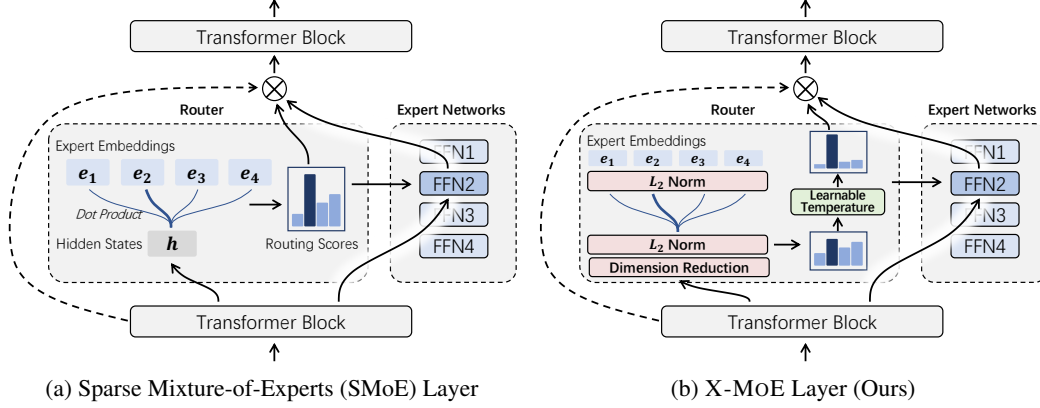 Transformer Block
Router
Expert Networks
Expert Embeddings
e1 e2 e3 e4
Dot Product
Hidden States
h
Routing Scores
FFN1
FFN2
FFN3
FFN4
Transformer Block
(a) Sparse Mixture-of-Experts (SMoE) Layer
Transformer Block
Router
Expert Networks
Expert Embeddings
e1 e2 e3 e4
L2 Norm
Learnable
Temperature
L2 Norm
Dimension Reduction
FFN1
FFN2
FFN3
FFN4
Transformer Block
(b) X-MOE Layer (Ours)